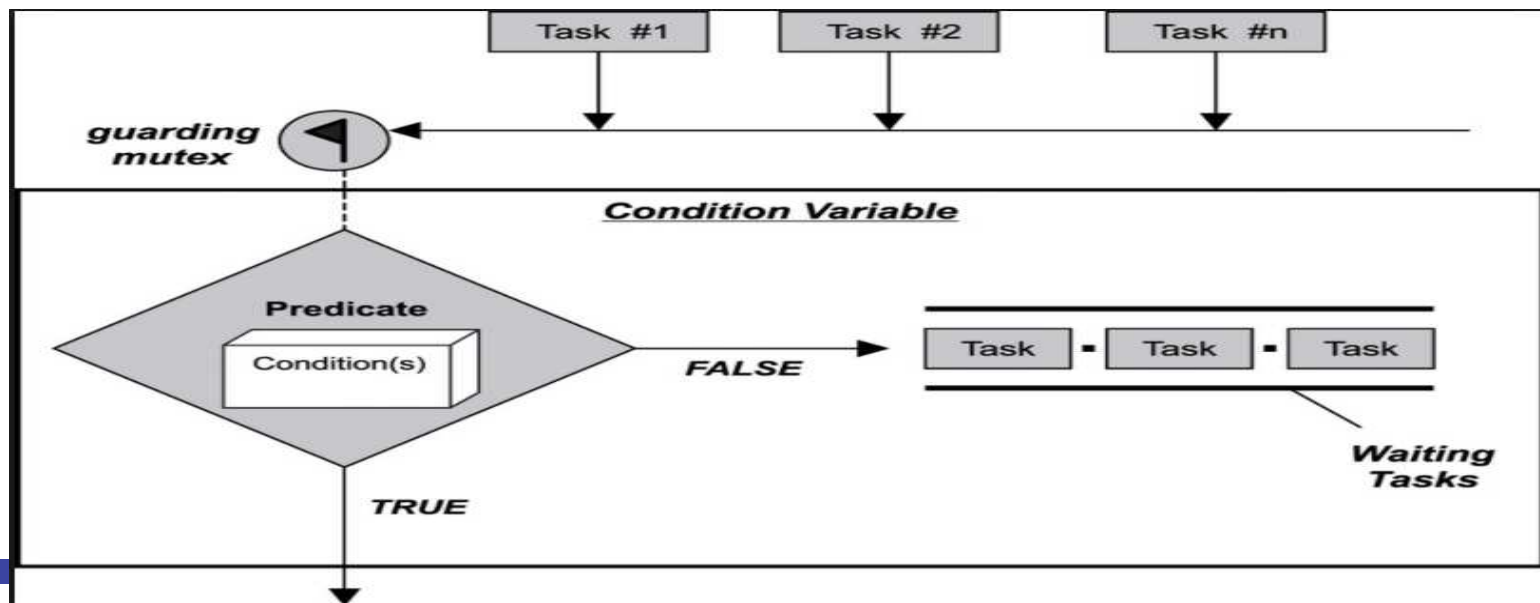 Task #1
Task #2
Task #n
guarding
mutex
Condition Variable
Predicate
Condition(s)
FALSE
Task
Task
Task
Waiting
Tasks
TRUE